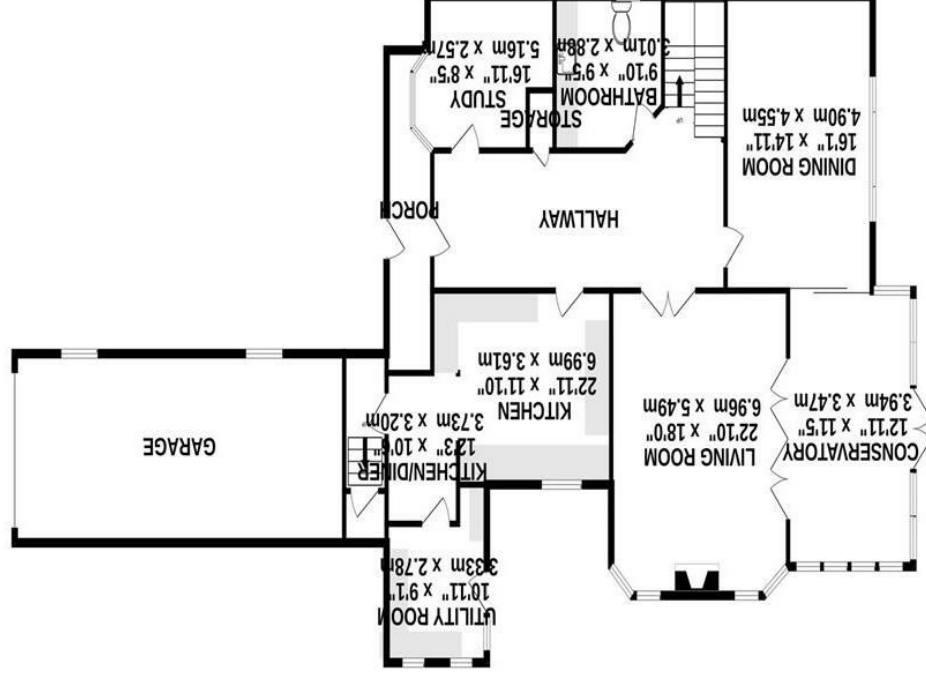 UTILITY ROOM
10'11" x 9'1"
3.33m x 2.78m
CONSERVATORY
12'11" x 11'5"
3.94m x 3.47m
LIVING ROOM
22'10" x 18'0"
6.96m x 5.49m
KITCHEN
22'11" x 11'10"
6.99m x 3.61m
KITCHEN/DINER
12'3" x 10'6"
3.73m x 3.20m
GARAGE
HALLWAY
PORCH
DINING ROOM
16'1" x 14'11"
4.90m x 4.55m
STORAGE
BATHROOM
9'10" x 9'5"
3.01m x 2.88m
STUDY
16'11" x 8'5"
5.16m x 2.57m